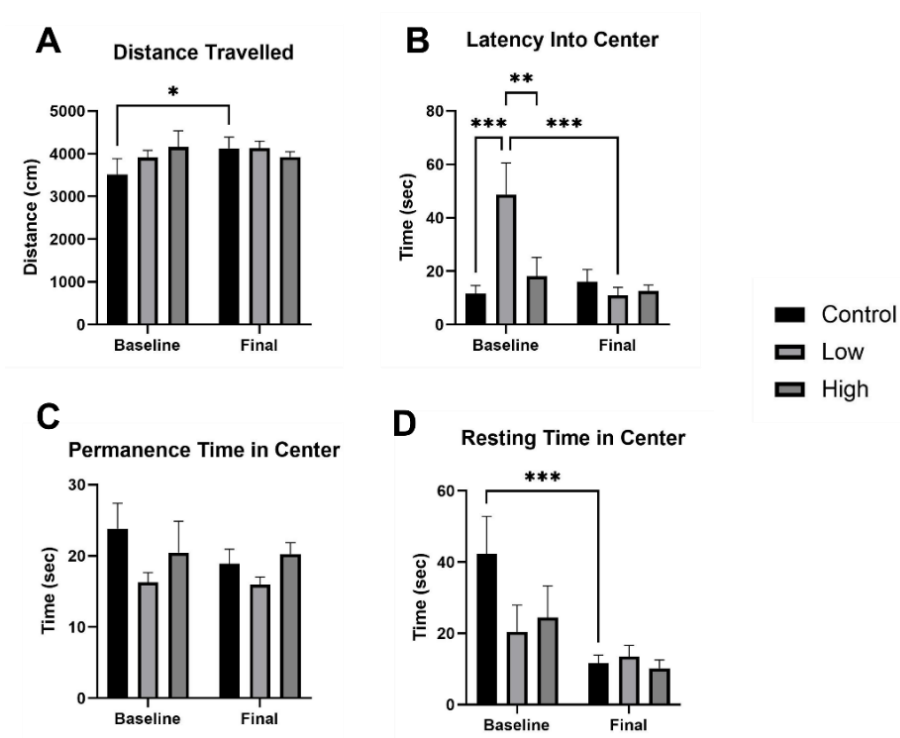 A
Distance Travelled
*
5000
4000
3000
2000
1000
0
Distance (cm)
Baseline
Final
B
Latency Into Center
**
***
***
80
60
40
20
0
Time (sec)
Baseline
Final
Control
Low
High
C
Permanence Time in Center
30
20
10
0
Time (sec)
Baseline
Final
D
Resting Time in Center
***
60
40
20
0
Time (sec)
Baseline
Final